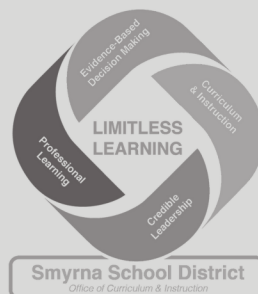 Evidence-Based
Decision Making
Curriculum
& Instruction
LIMITLESS
LEARNING
Professional
Learning
Credible
Leadership
Smyrna School District
Office of Curriculum & Instruction